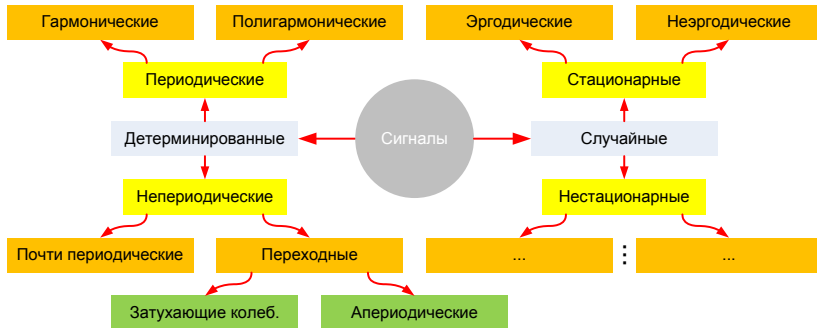 Гармонические
Полигармонические
Эргодические
Неэргодические
Периодические
Стационарные
Детерминированные
Сигналы
Случайные
Непериодические
Нестационарные
Почти периодические
Переходные
...
...
Затухающие колеб.
Апериодические